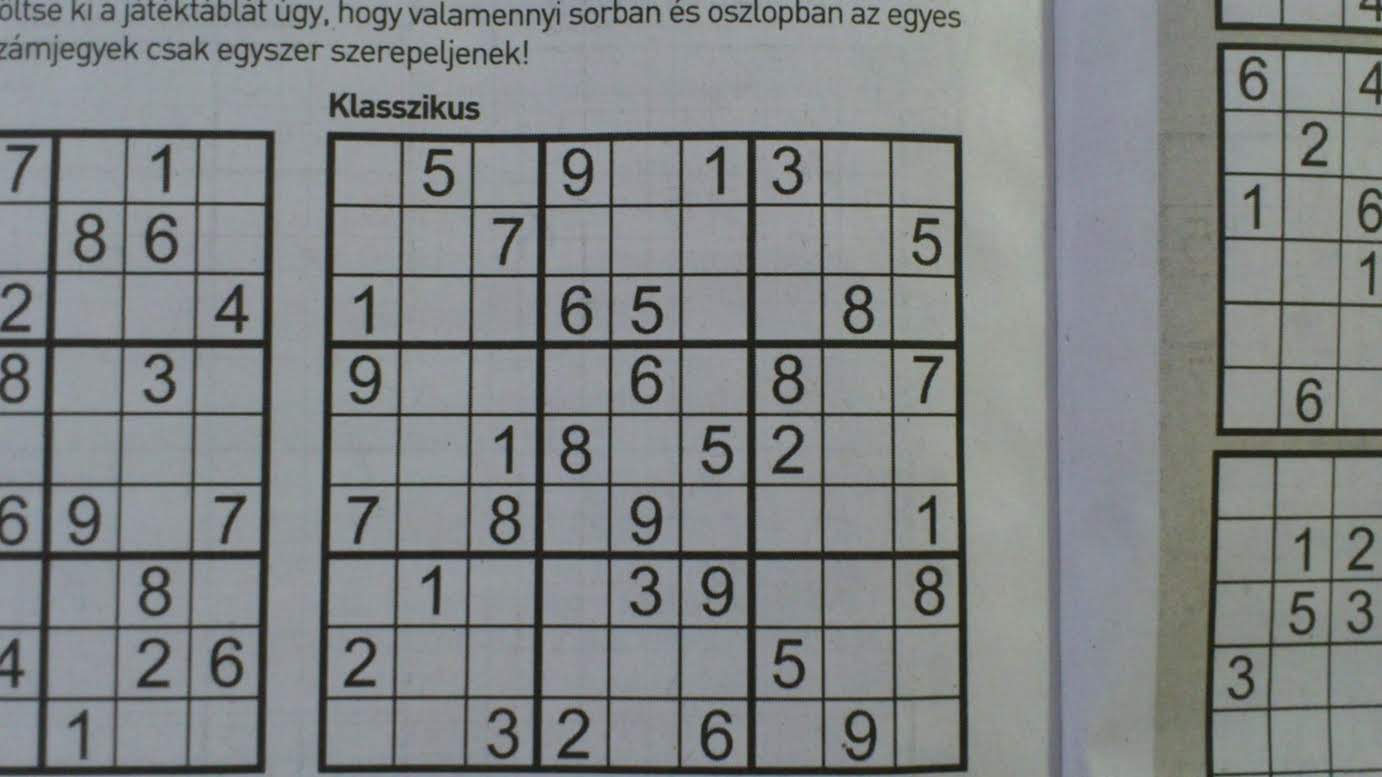 ki a játéktáblát úgy, hogy valamennyi sorban és oszlopban az egyes
csak egyszer szerepeljenek!
Klasszikus
7 1
8 6
2 4
8 3
6 9 7
8
4 2 6
1
5 9 1 3
7 5
1 6 5 8
9 6 8 7
1 8 5 2
7 8 9 1
1 3 9 8
2 5
3 2 6 9
6 4
2
1 6
1
6
1 2
5 3
3